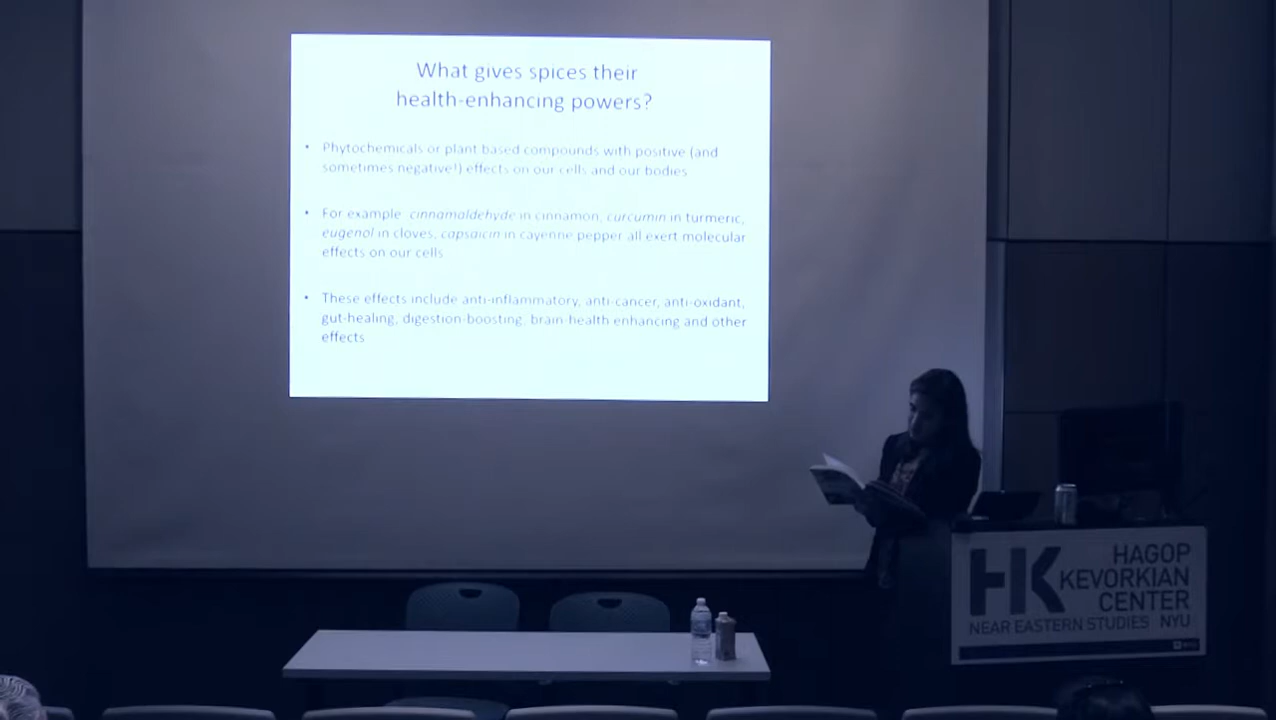 What gives spices their
health-enhancing powers?
• Phytochemicals or plant based compounds with positive (and
sometimes negative!) effects on our cells and our bodies
• For example cinnamaldehyde in cinnamon, curcumin in turmeric,
eugenol in cloves, capsaicin in cayenne pepper all exert molecular
effects on our cells
• These effects include anti-inflammatory, anti-cancer, anti-oxidant,
gut-healing, digestion-boosting, brain-health enhancing and other
effects
HK
HAGOP
KEVORKIAN
CENTER
NEAR EASTERN STUDIES NYU